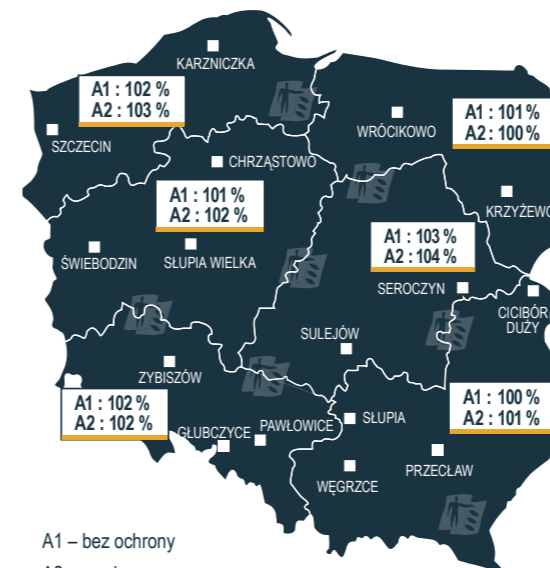 KARZNICZKA
A1 : 102 %
A2 : 103 %
SZCZECIN
WRÓCIKOWO
A1 : 101 %
A2 : 100 %
CHRZĄSTOWO
A1 : 101 %
A2 : 102 %
KRZYŻEWO
ŚWIEBODZIN
SŁUPIA WIELKA
A1 : 103 %
A2 : 104 %
SEROCZYN
CICIBÓR
DUŻY
SULEJÓW
ZYBISZÓW
A1 : 102 %
A2 : 102 %
GŁUBCZYCE
PAWŁOWICE
SŁUPIA
A1 : 100 %
A2 : 101 %
WĘGRZCE
PRZECŁAW
A1 – bez ochrony